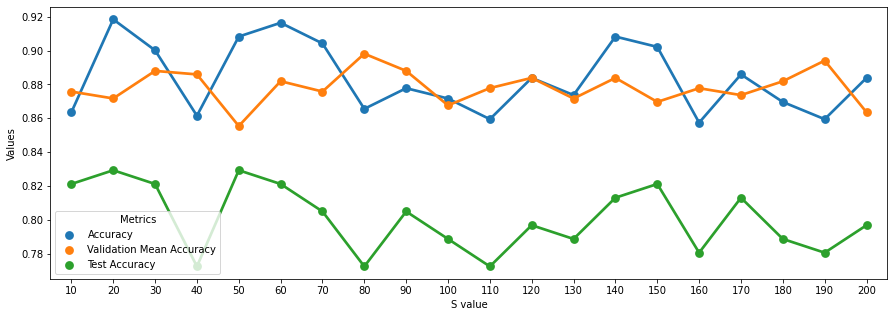 0.92
0.90
0.88
0.86
0.84
0.82
0.80
0.78
Values
Metrics
Accuracy
Validation Mean Accuracy
Test Accuracy
10 20 30 40 50 60 70 80 90 100 110 120 130 140 150 160 170 180 190 200
S value